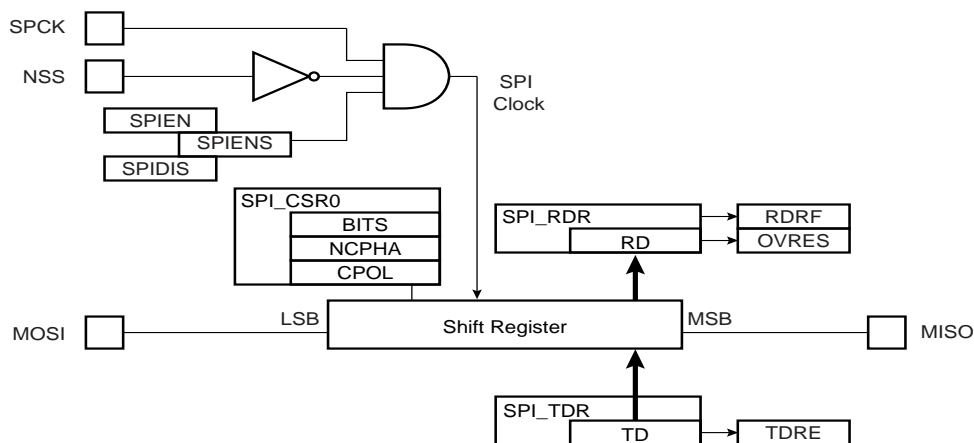 SPCK
NSS
SPI
Clock
SPIEN
SPIENS
SPIDIS
SPI_CSR0
BITS
NCPHA
CPOL
SPI_RDR
RD
RDRF
OVRES
MOSI
LSB
Shift Register
MSB
MISO
SPI_TDR
TD
TDRE